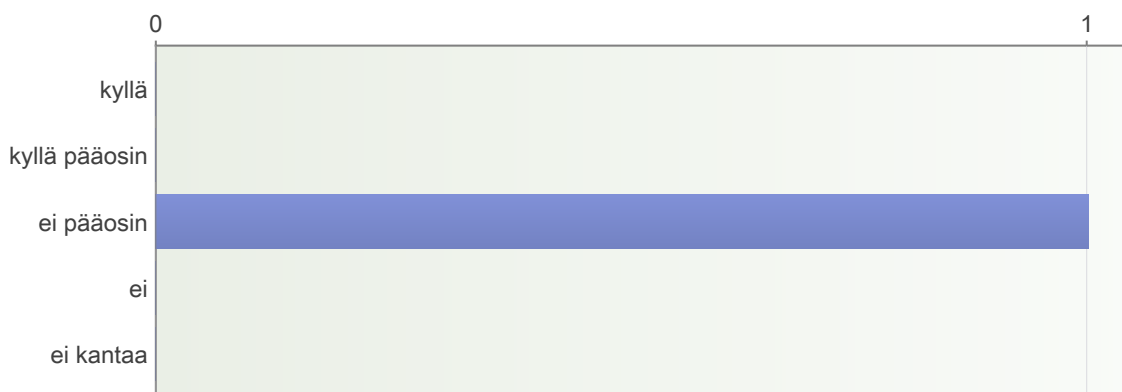 0 1
kyllä
kyllä pääosin
ei pääosin
ei
ei kantaa